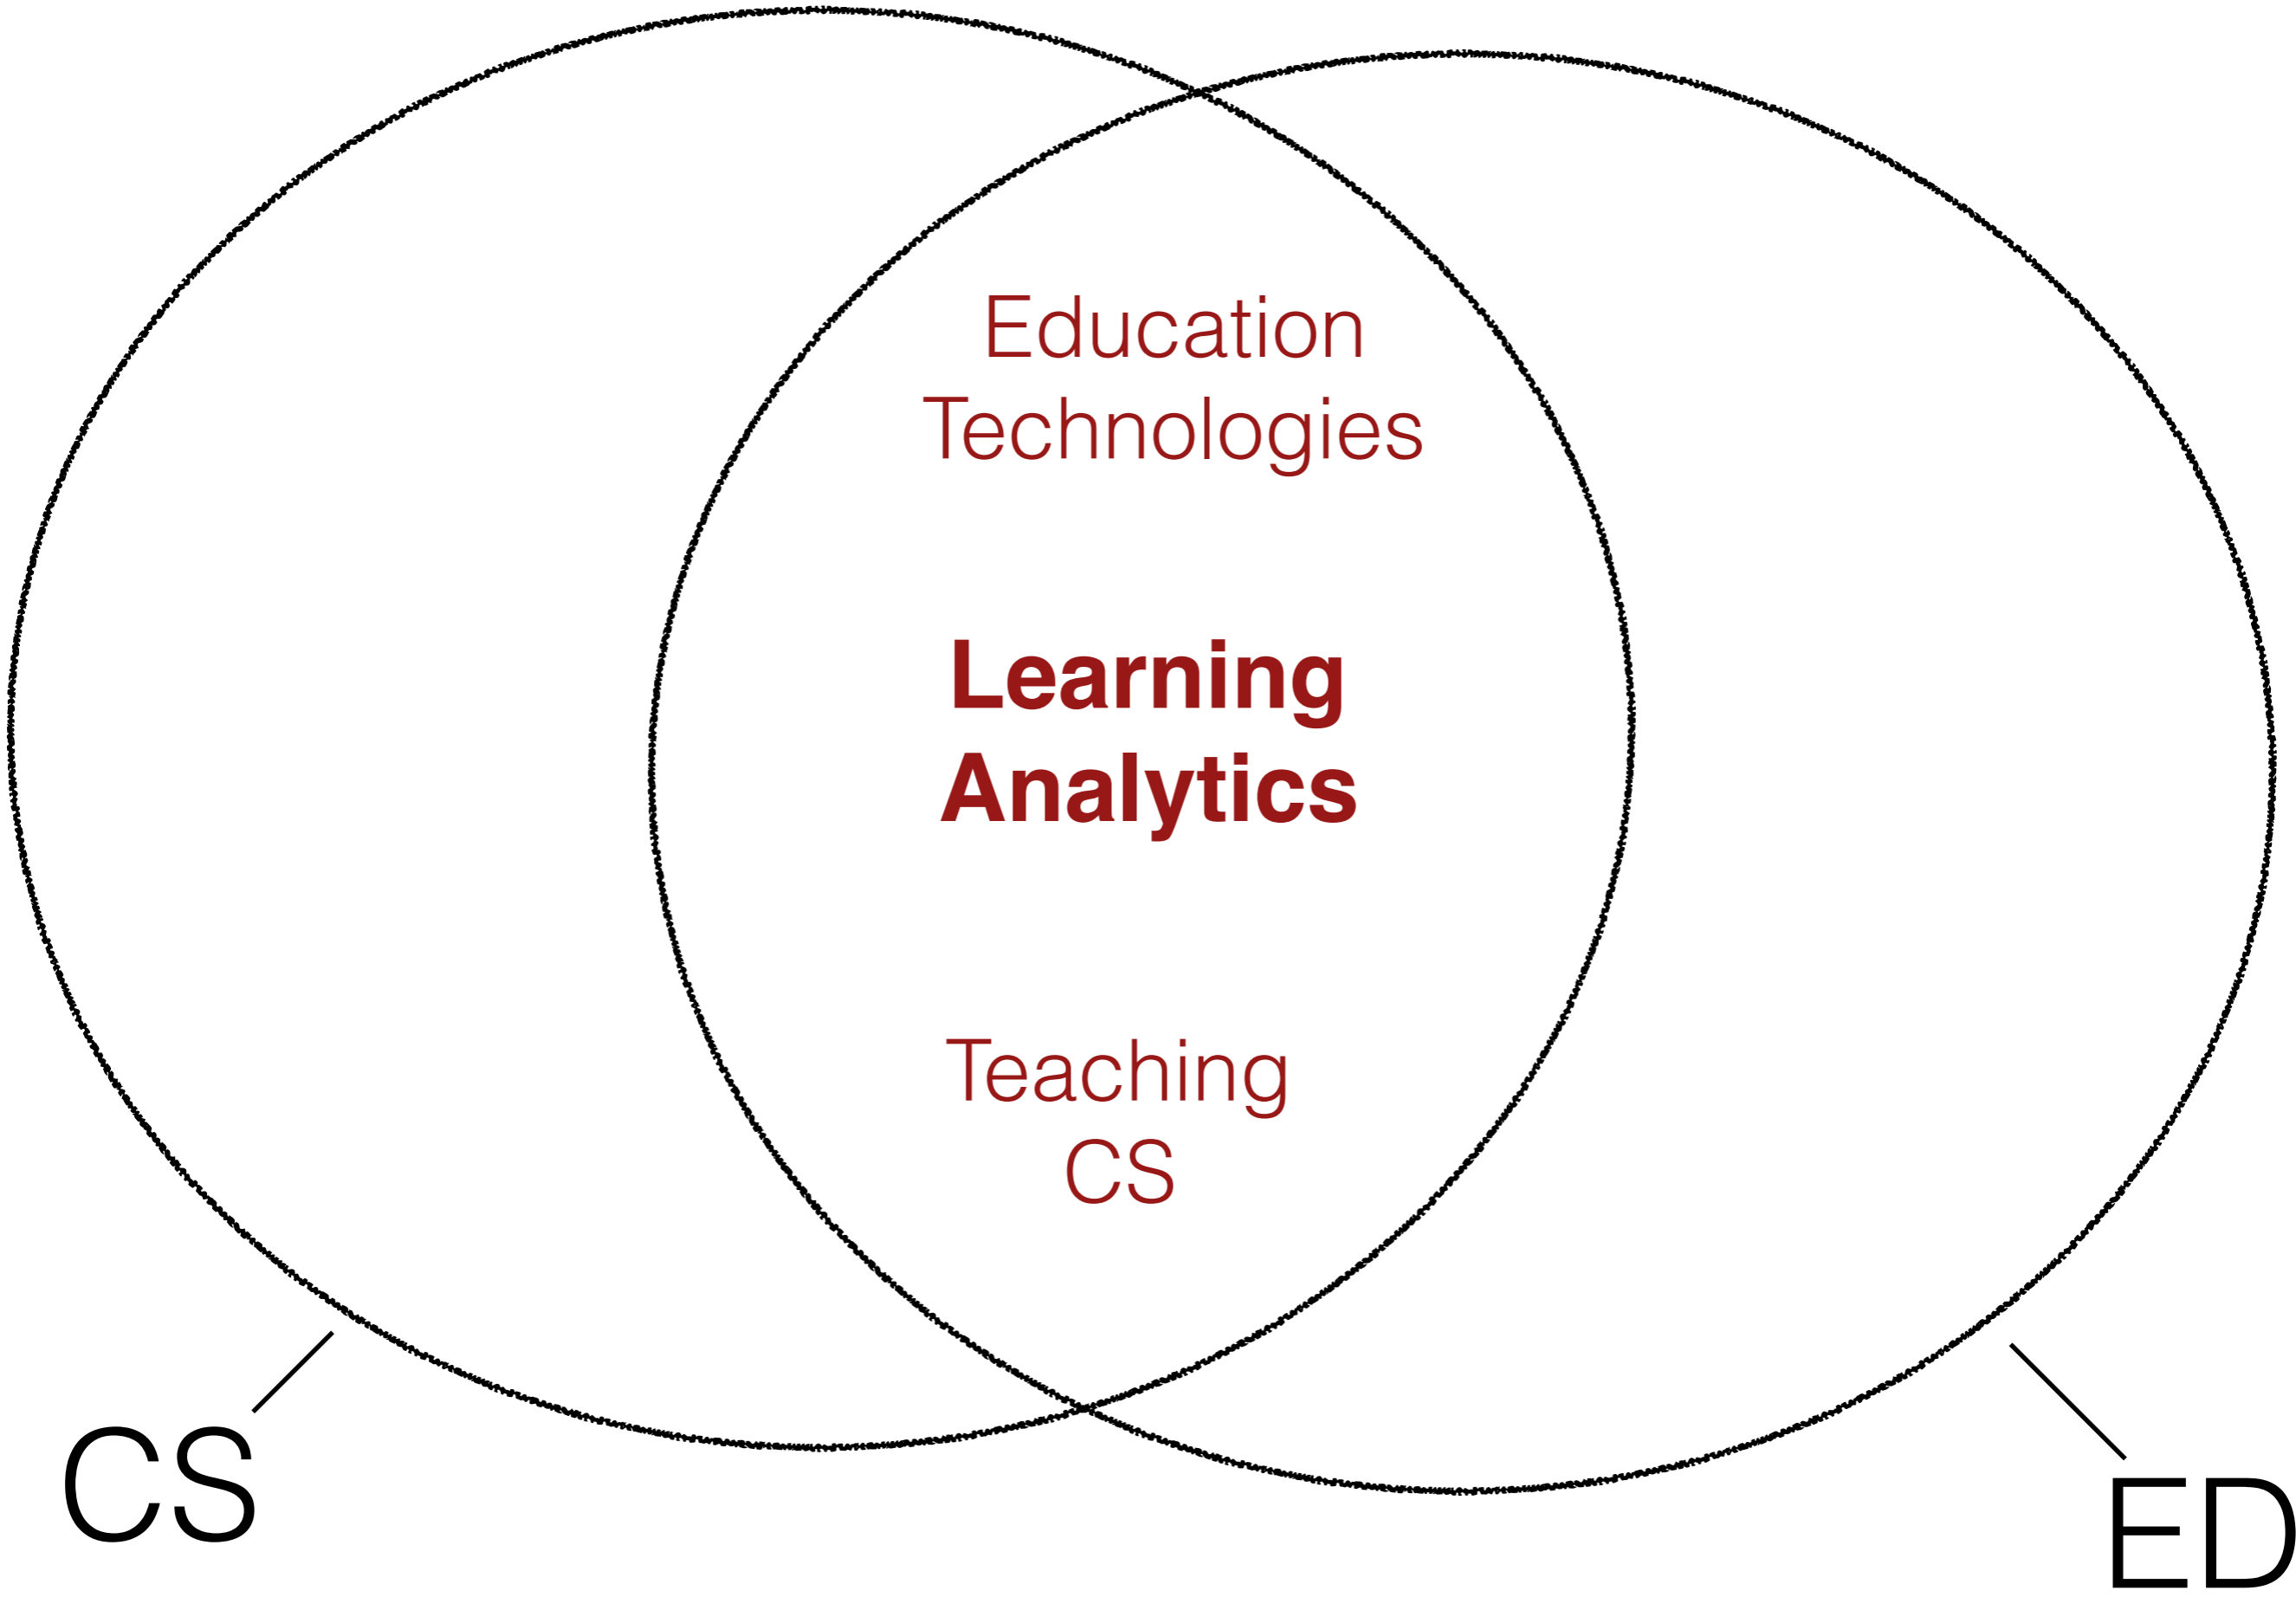 Education
Technologies
Learning
Analytics
Teaching
CS
CS
ED